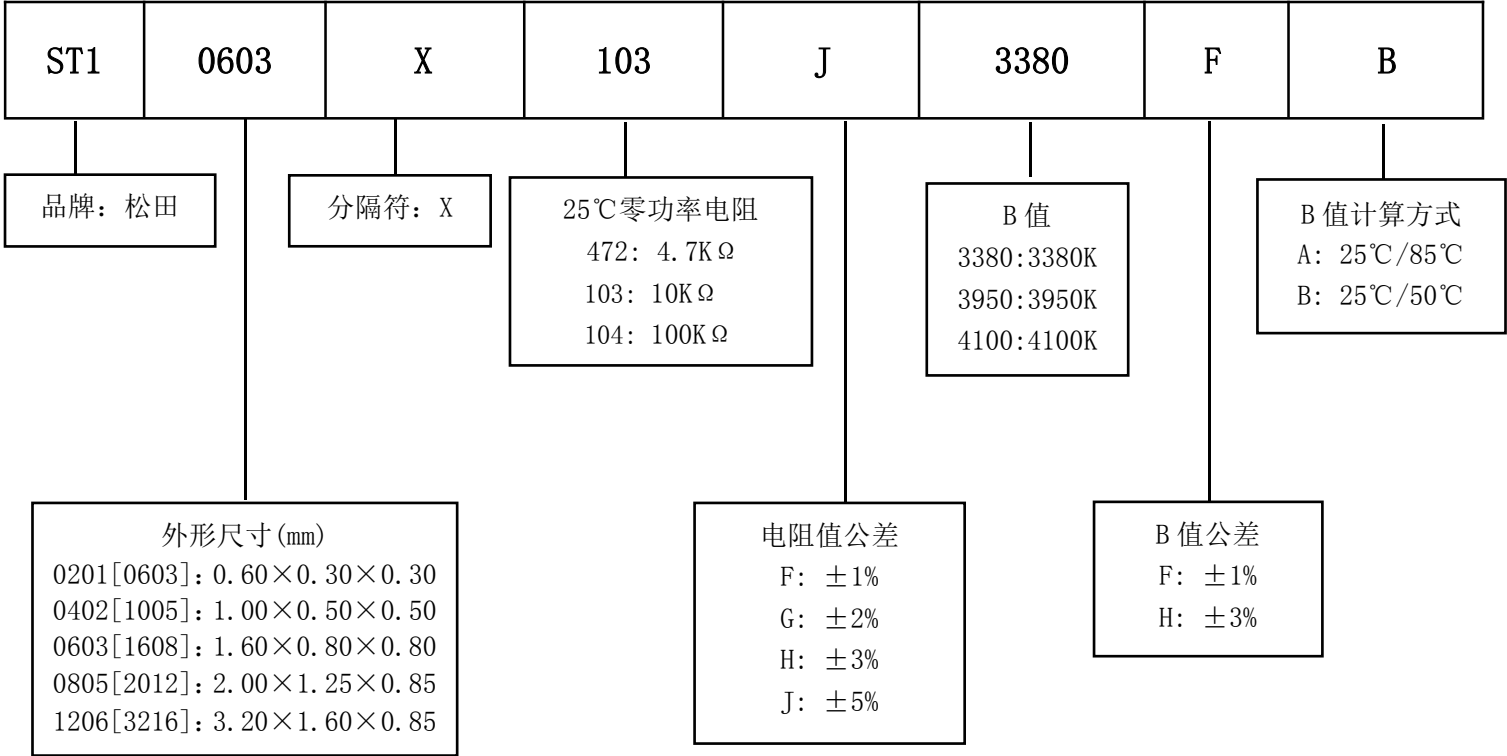 ST1 0603 X 103 J 3380 F B
品牌：松田
分隔符：X
25℃零功率电阻
472: 4.7KΩ
103: 10KΩ
104: 100KΩ
B值
3380:3380K
3950:3950K
4100:4100K
B值计算方式
A: 25℃/85℃
B: 25℃/50℃
外形尺寸(mm)
0201[0603]：0.60×0.30×0.30
0402[1005]：1.00×0.50×0.50
0603[1608]：1.60×0.80×0.80
0805[2012]：2.00×1.25×0.85
1206[3216]：3.20×1.60×0.85
电阻值公差
F: ±1%
G: ±2%
H: ±3%
J: ±5%
B值公差
F: ±1%
H: ±3%